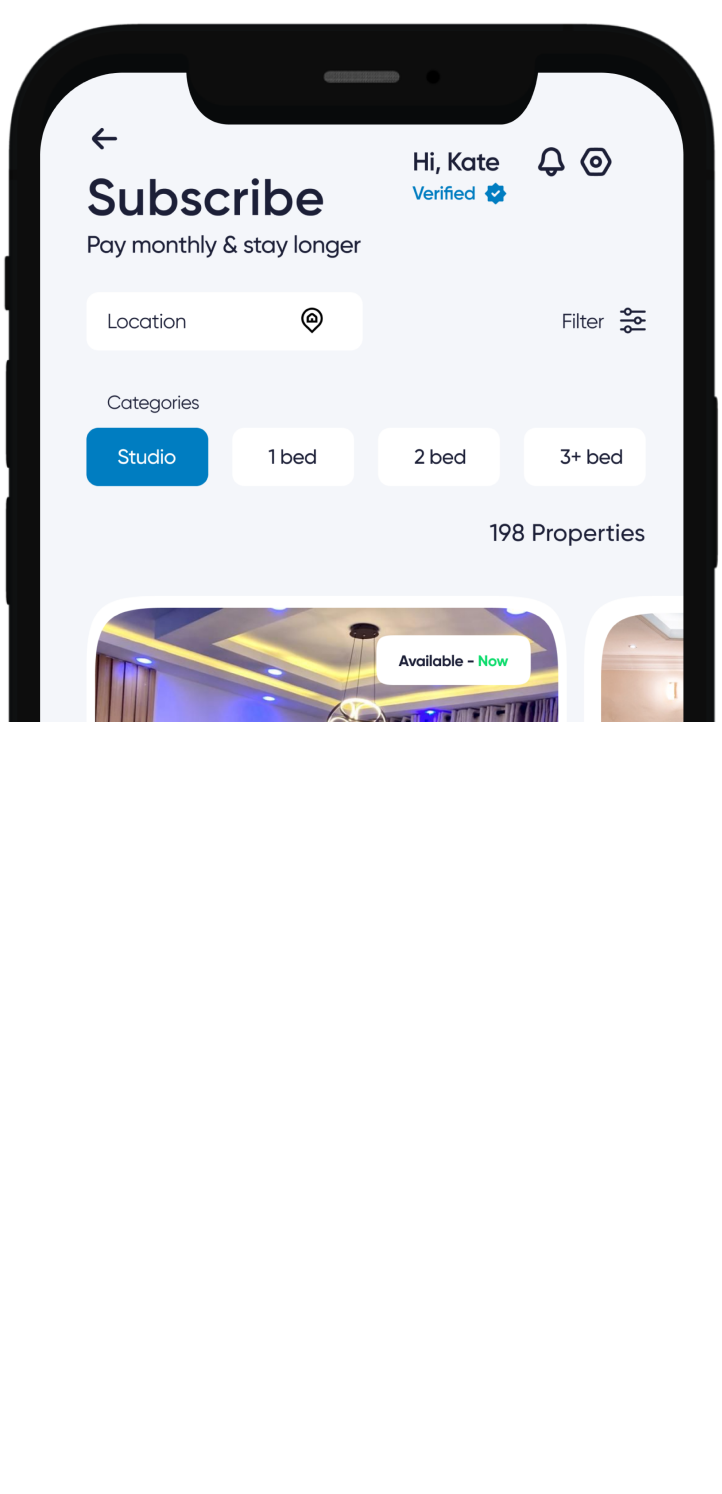 Hi, Kate
Verified
Subscribe
Pay monthly & stay longer
Location
Filter
Categories
Studio
1 bed
2 bed
3+ bed
198 Properties
Available - Now